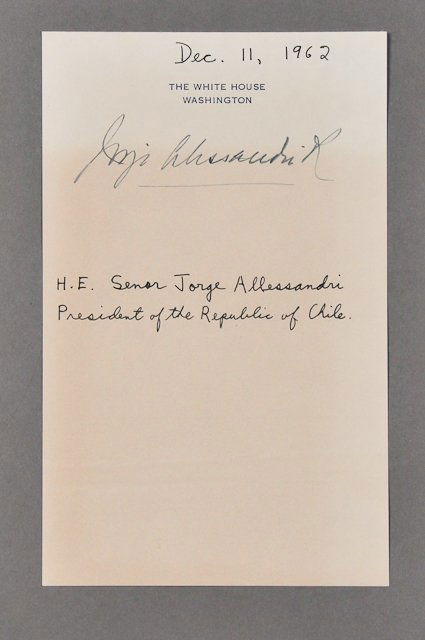 Dec. 11, 1962
THE WHITE HOUSE
WASHINGTON
Jorge Alessandri R
H.E. Senor Jorge Allessandri
President of the Republic of Chile.